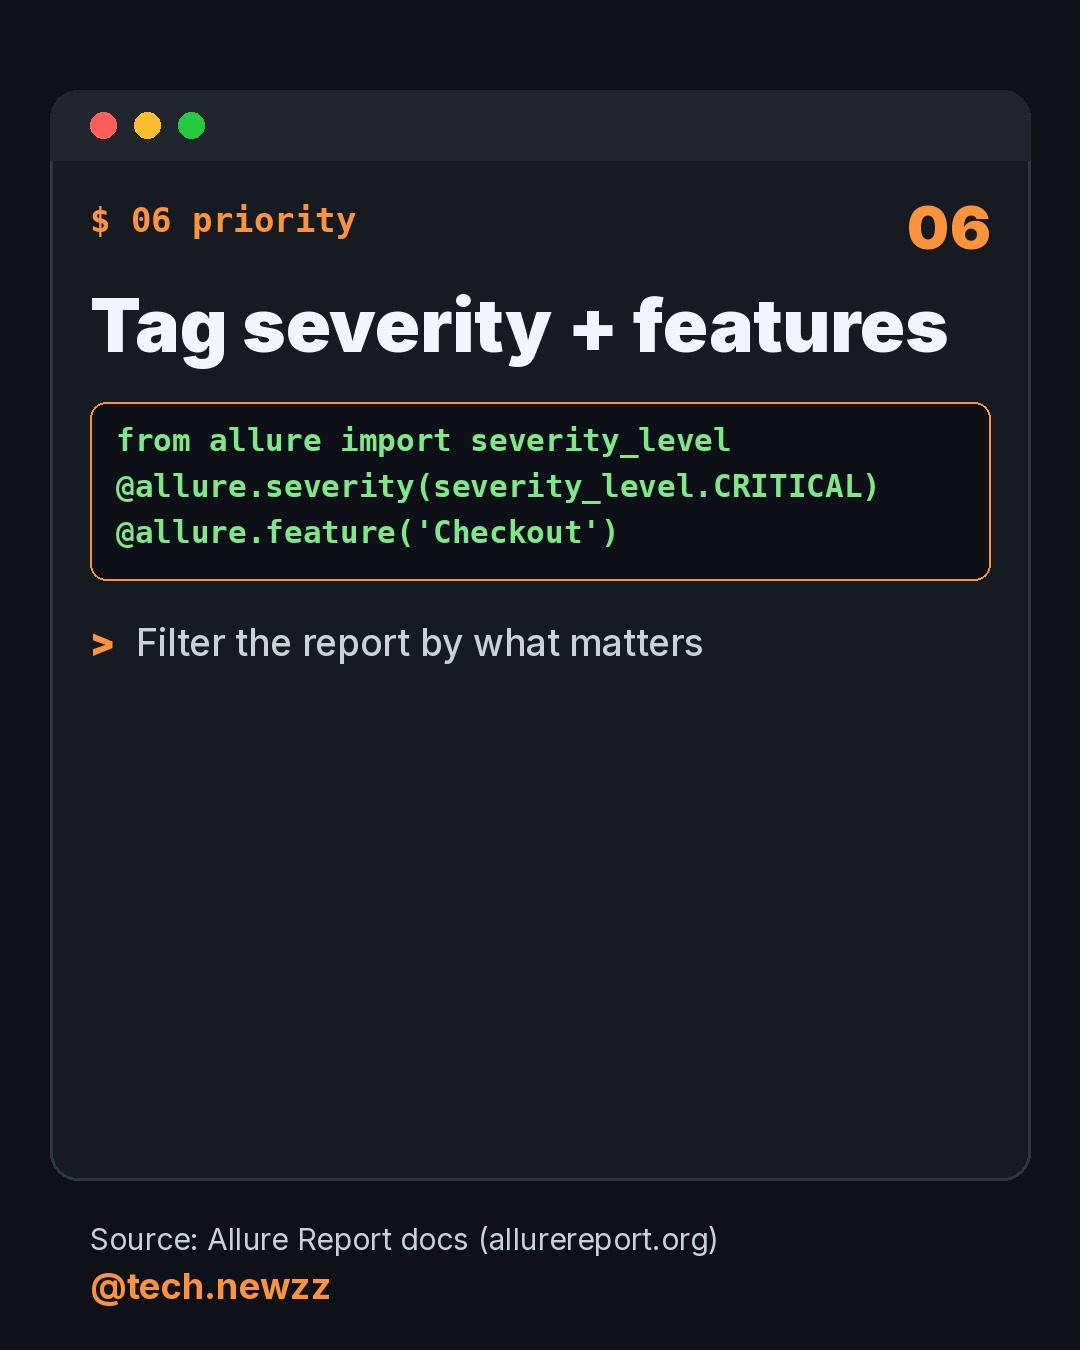 $ 06 priority
06
Tag severity + features
from allure import severity_level
@allure.severity(severity_level.CRITICAL)
@allure.feature('Checkout')
> Filter the report by what matters
Source: Allure Report docs (allurereport.org)
@tech.newzz